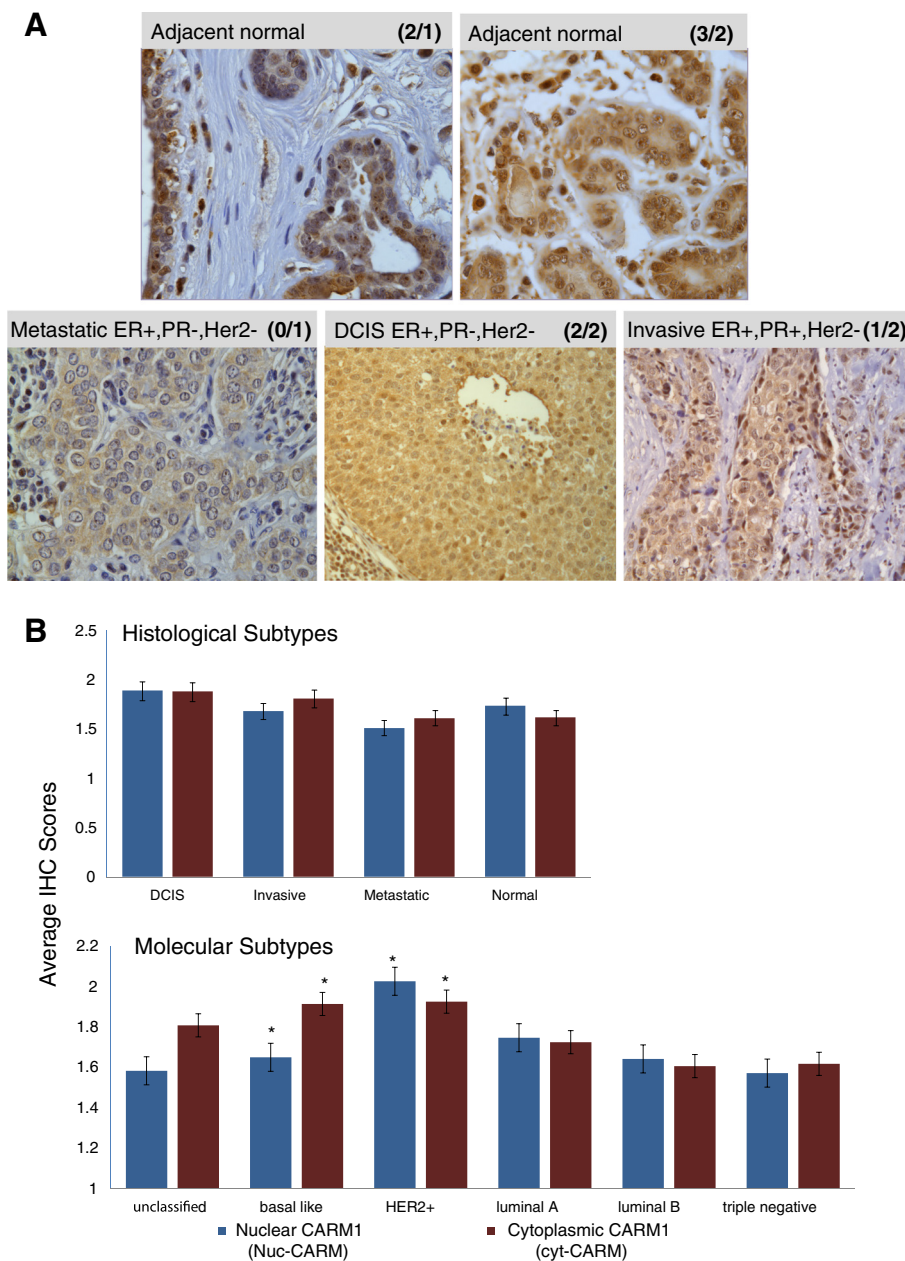 A
Adjacent normal (2/1)
Adjacent normal (3/2)
Metastatic ER+,PR-,Her2- (0/1)
DCIS ER+,PR-,Her2- (2/2)
Invasive ER+,PR+,Her2- (1/2)
B
Histological Subtypes
2.5
2
1.5
1
0.5
0
DCIS
Invasive
Metastatic
Normal
Average IHC Scores
Molecular Subtypes
2.2
2
1.8
1.6
1.4
1.2
1
*
*
*
*
unclassified
basal like
HER2+
luminal A
luminal B
triple negative
Nuclear CARM1
(Nuc-CARM)
Cytoplasmic CARM1
(cyt-CARM)